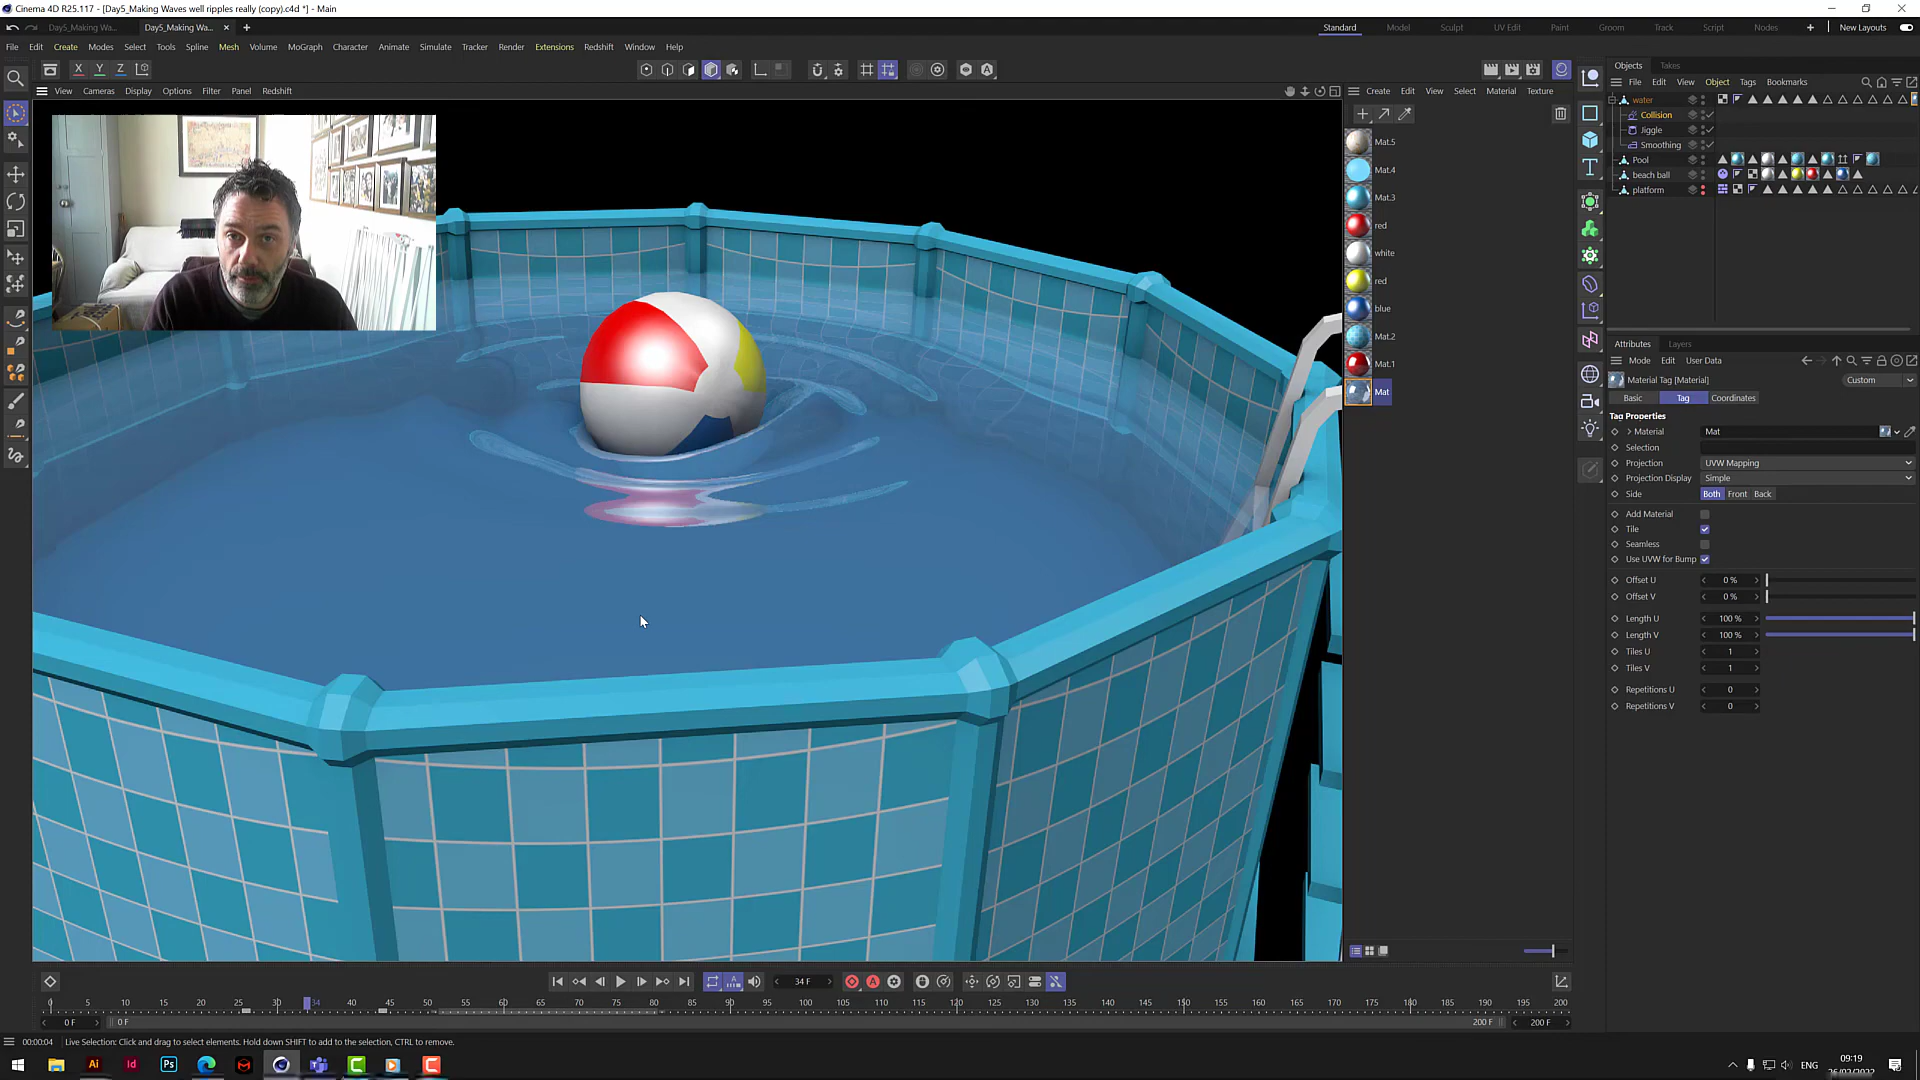 Cinema 4D R25.117 - [Day5_Making Waves well ripples really (copy).c4d *] - Main
Day5_Making Wa...
Day5_Making Wa...
Standard
Model
Sculpt
UV Edit
Paint
Groom
Track
Script
Nodes
New Layouts
File Edit Create Modes Select Tools Spline Mesh Volume MoGraph Character Animate Simulate Tracker Render Extensions Redshift Window Help
X Y Z
View Cameras Display Options Filter Panel Redshift
Create Edit View Select Material Texture
Mat.5
Mat.4
Mat.3
red
white
red
blue
Mat.2
Mat.1
Mat
Objects Takes
File Edit View Object Tags Bookmarks
water
Collision
Jiggle
Smoothing
Pool
beach ball
platform
Attributes Layers
Mode Edit User Data
Material Tag [Material]
Custom
Basic Tag Coordinates
Tag Properties
Material Mat
Selection
Projection UVW Mapping
Projection Display Simple
Side Both Front Back
Add Material
Tile
Seamless
Use UVW for Bump
Offset U 0 %
Offset V 0 %
Length U 100 %
Length V 100 %
Tiles U 1
Tiles V 1
Repetitions U 0
Repetitions V 0
34 F
0 5 10 15 20 25 30 34 40 45 50 55 60 65 70 75 80 85 90 95 100 105 110 115 120 125 130 135 140 145 150 155 160 165 170 175 180 185 190 195 200
0 F 0 F 200 F 200 F
00:00:04 Live Selection: Click and drag to select elements. Hold down SHIFT to add to the selection, CTRL to remove.
Ai
Id
Ps
ENG
09:19